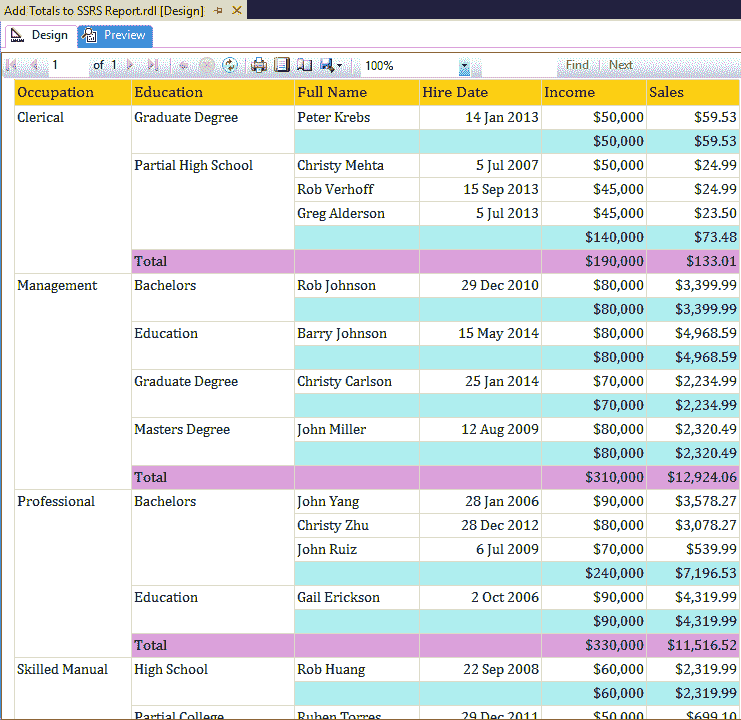 Add Totals to SSRS Report.rdl [Design]
Design Preview
1 of 1 100% Find Next
Occupation Education Full Name Hire Date Income Sales
Clerical Graduate Degree Peter Krebs 14 Jan 2013 $50,000 $59.53
$50,000 $59.53
Partial High School Christy Mehta 5 Jul 2007 $50,000 $24.99
Rob Verhoff 15 Sep 2013 $45,000 $24.99
Greg Alderson 5 Jul 2013 $45,000 $23.50
$140,000 $73.48
Total $190,000 $133.01
Management Bachelors Rob Johnson 29 Dec 2010 $80,000 $3,399.99
$80,000 $3,399.99
Education Barry Johnson 15 May 2014 $80,000 $4,968.59
$80,000 $4,968.59
Graduate Degree Christy Carlson 25 Jan 2014 $70,000 $2,234.99
$70,000 $2,234.99
Masters Degree John Miller 12 Aug 2009 $80,000 $2,320.49
$80,000 $2,320.49
Total $310,000 $12,924.06
Professional Bachelors John Yang 28 Jan 2006 $90,000 $3,578.27
Christy Zhu 28 Dec 2012 $80,000 $3,078.27
John Ruiz 6 Jul 2009 $70,000 $539.99
$240,000 $7,196.53
Education Gail Erickson 2 Oct 2006 $90,000 $4,319.99
$90,000 $4,319.99
Total $330,000 $11,516.52
Skilled Manual High School Rob Huang 22 Sep 2008 $60,000 $2,319.99
$60,000 $2,319.99
Partial College Ruben Torres 29 Dec 2011 $50,000 $699.10